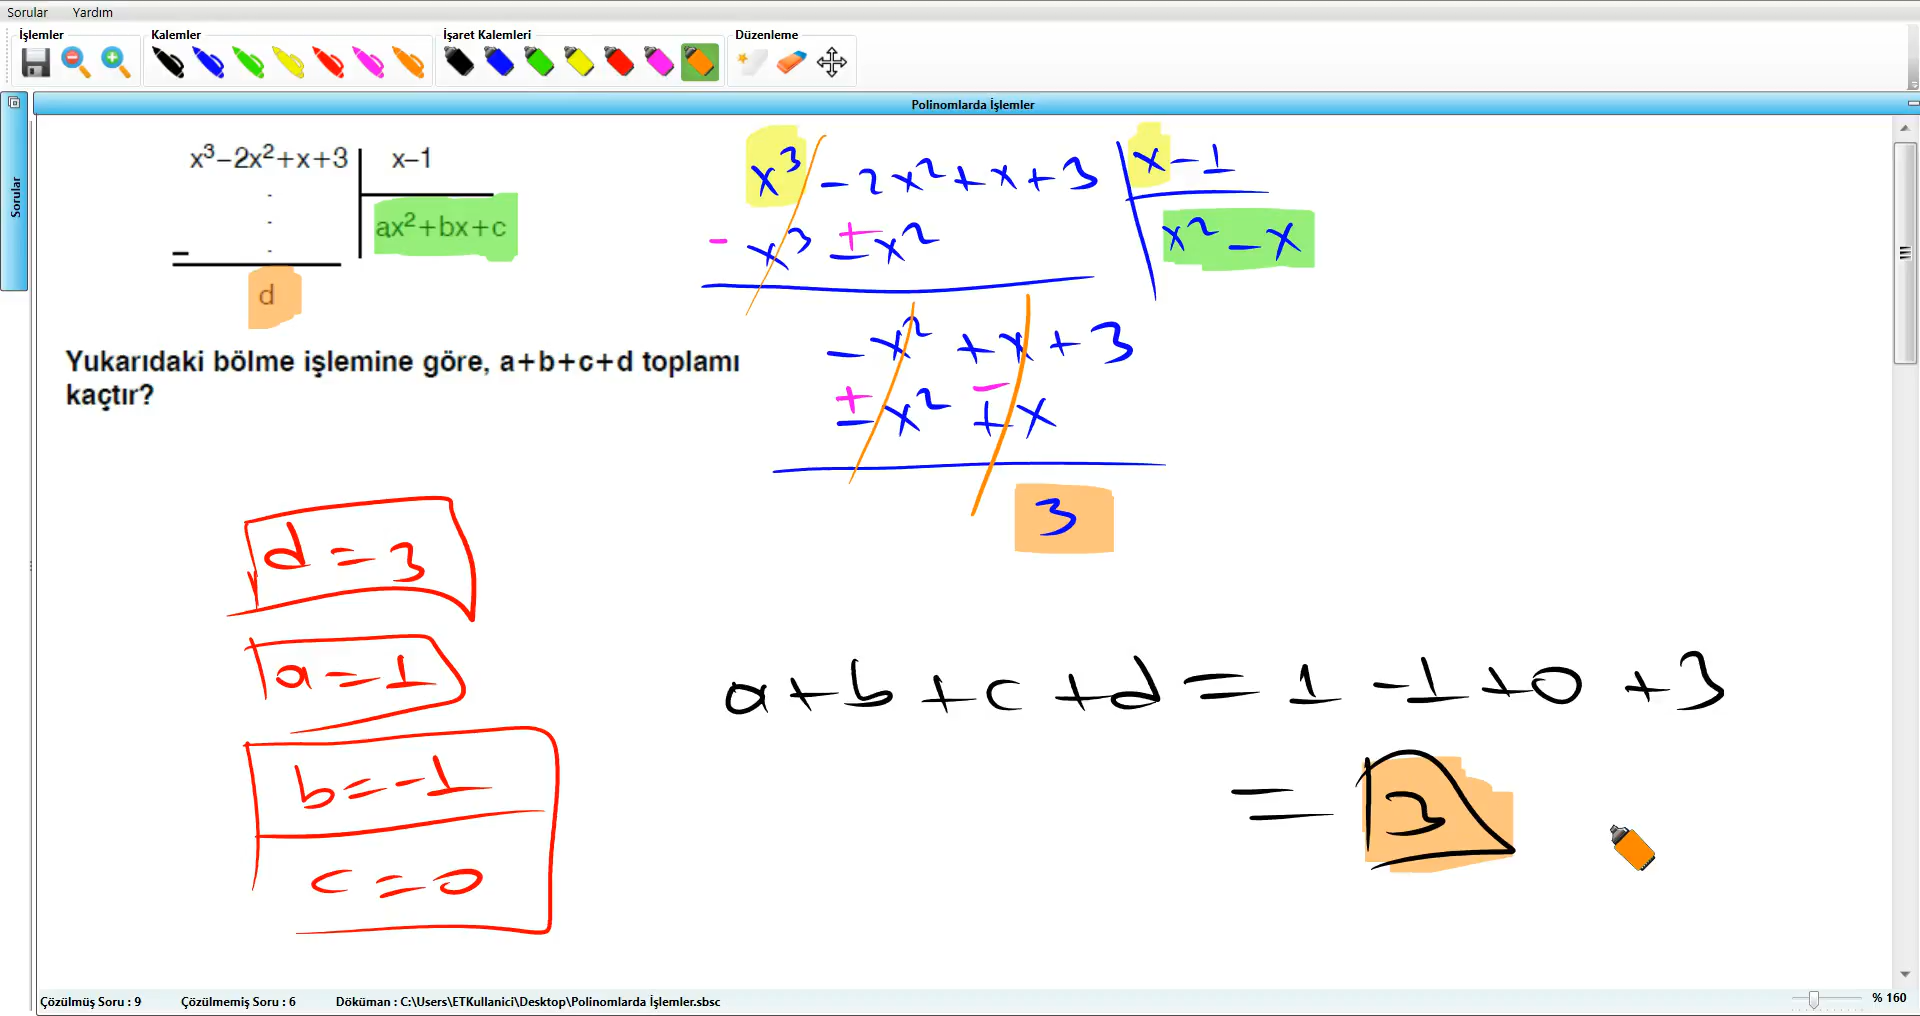 Sorular Yardım
İşlemler Kalemler İşaret Kalemleri Düzenleme
Sorular
Polinomlarda İşlemler
x³−2x²+x+3 x−1
ax²+bx+c
−
d
Yukarıdaki bölme işlemine göre, a+b+c+d toplamı
kaçtır?
x³ − 2x² + x + 3 x − 1
− x³ ± x² x² − x
− x² + x + 3
± x² ∓ x
3
d = 3
a = 1
b = −1
c = 0
a + b + c + d = 1 − 1 + 0 + 3
= 3
Çözülmüş Soru : 9 Çözülmemiş Soru : 6 Döküman : C:\Users\ETKullanici\Desktop\Polinomlarda İşlemler.sbsc % 160